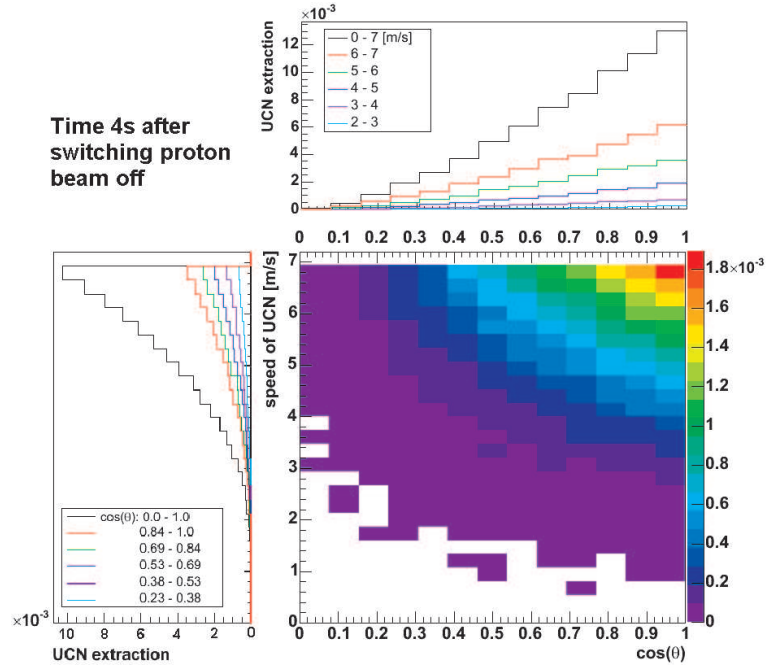 ×10⁻³
12
10
8
6
4
2
0
UCN extraction
0 - 7 [m/s]
6 - 7
5 - 6
4 - 5
3 - 4
2 - 3
Time 4s after
switching proton
beam off
0 0.1 0.2 0.3 0.4 0.5 0.6 0.7 0.8 0.9 1
7
6
5
4
3
2
1
0
speed of UCN [m/s]
1.8×10⁻³
1.6
1.4
1.2
1
0.8
0.6
0.4
0.2
0
cos(θ): 0.0 - 1.0
0.84 - 1.0
0.69 - 0.84
0.53 - 0.69
0.38 - 0.53
0.23 - 0.38
×10⁻³
10 8 6 4 2 0
UCN extraction
0 0.1 0.2 0.3 0.4 0.5 0.6 0.7 0.8 0.9 1
cos(θ)